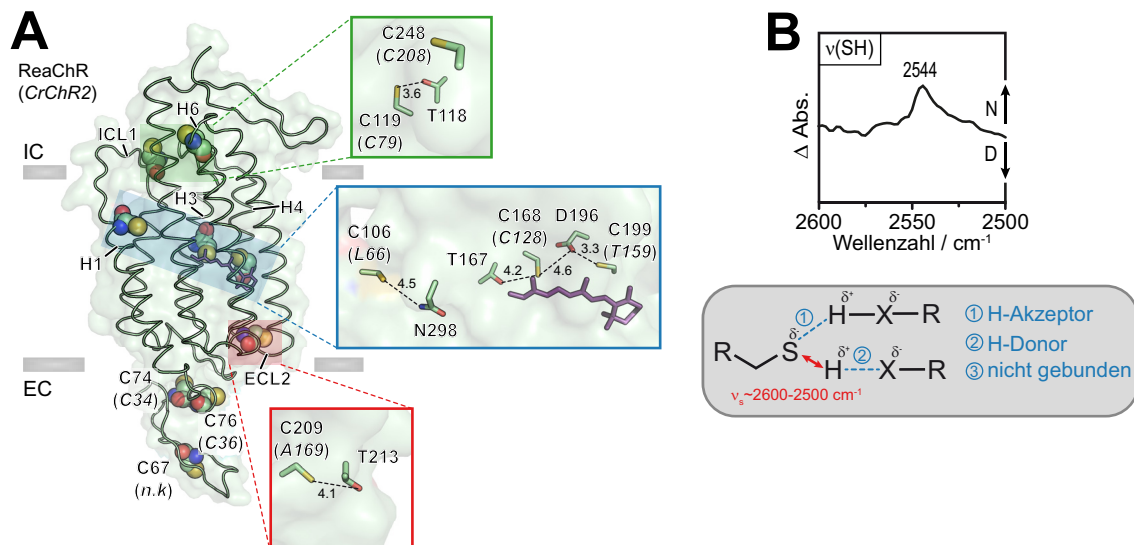 A
ReaChR
(CrChR2)
ICL1
H6
IC
H3
H4
H1
EC
ECL2
C74
(C34)
C76
(C36)
C67
(n.k)
C248
(C208)
3.6
T118
C119
(C79)
C106
(L66)
4.5
N298
T167
4.2
C168
(C128)
4.6
D196
3.3
C199
(T159)
C209
(A169)
T213
4.1
B
ν(SH)
2544
Δ Abs.
N
D
2600 2550 2500
Wellenzahl / cm⁻¹
δ⁺ δ⁻
① H—X—R
δ⁻
R S
δ⁺ ② δ⁻
H X—R
νₛ~2600-2500 cm⁻¹
① H-Akzeptor
② H-Donor
③ nicht gebunden